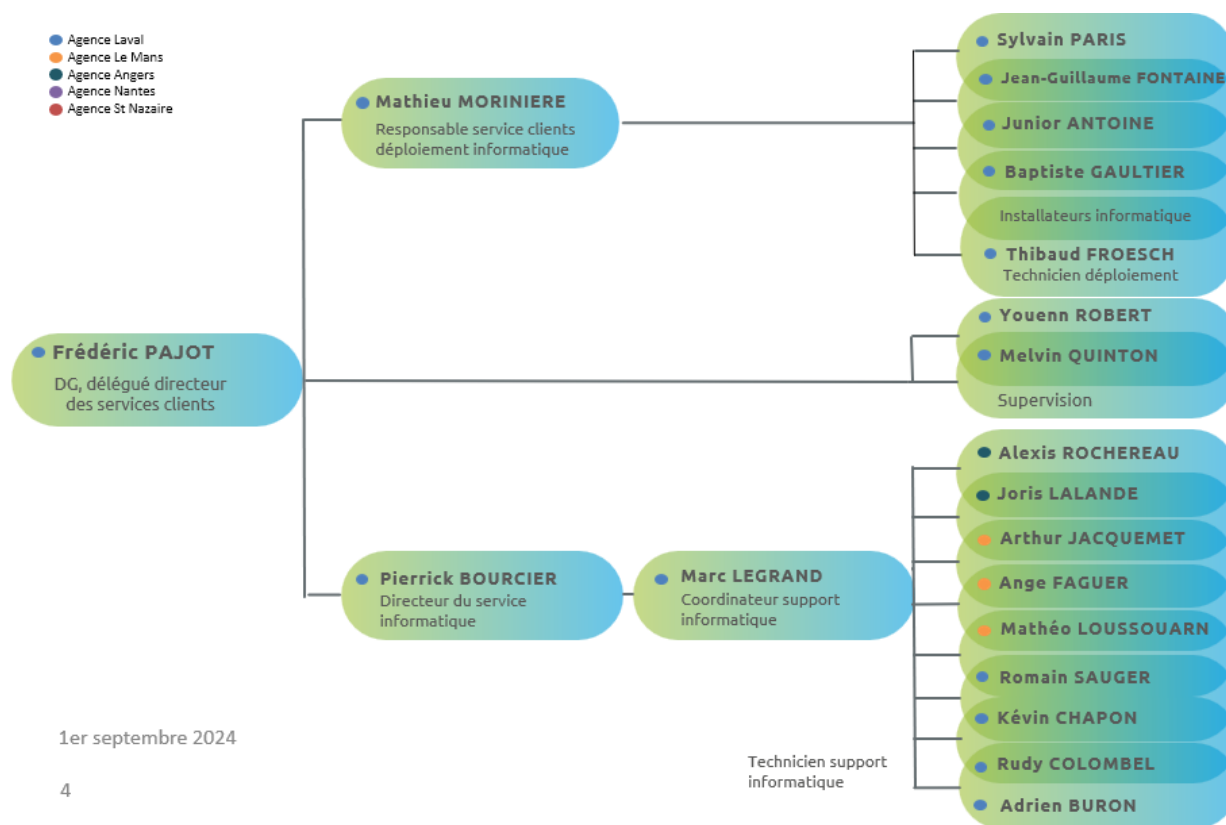 Agence Laval
Agence Le Mans
Agence Angers
Agence Nantes
Agence St Nazaire
Frédéric PAJOT
DG, délégué directeur
des services clients
Mathieu MORINIERE
Responsable service clients
déploiement informatique
Sylvain PARIS
Jean-Guillaume FONTAINE
Junior ANTOINE
Baptiste GAULTIER
Installateurs informatique
Thibaud FROESCH
Technicien déploiement
Youenn ROBERT
Melvin QUINTON
Supervision
Pierrick BOURCIER
Directeur du service
informatique
Marc LEGRAND
Coordinateur support
informatique
Alexis ROCHEREAU
Joris LALANDE
Arthur JACQUEMET
Ange FAGUER
Mathéo LOUSSOUARN
Romain SAUGER
Kévin CHAPON
Rudy COLOMBEL
Adrien BURON
Technicien support
informatique
1er septembre 2024
4